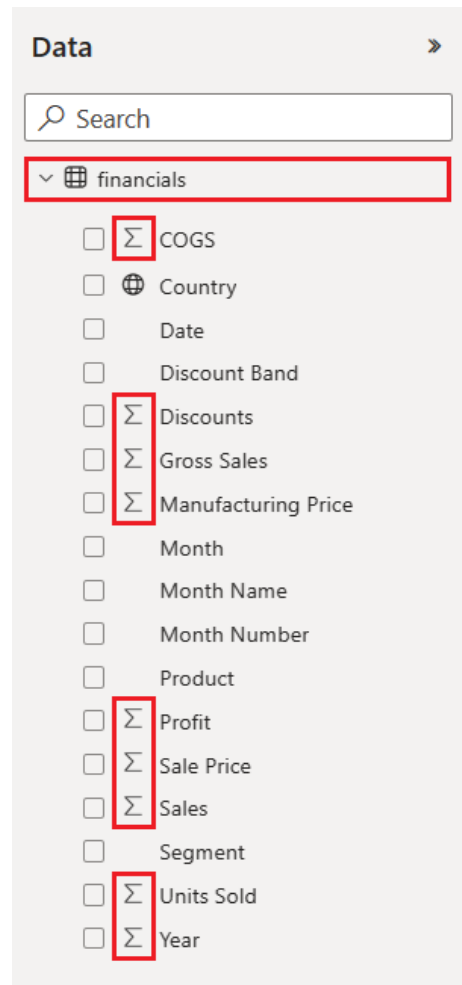 Data
Search
financials
Σ COGS
Country
Date
Discount Band
Σ Discounts
Σ Gross Sales
Σ Manufacturing Price
Month
Month Name
Month Number
Product
Σ Profit
Σ Sale Price
Σ Sales
Segment
Σ Units Sold
Σ Year